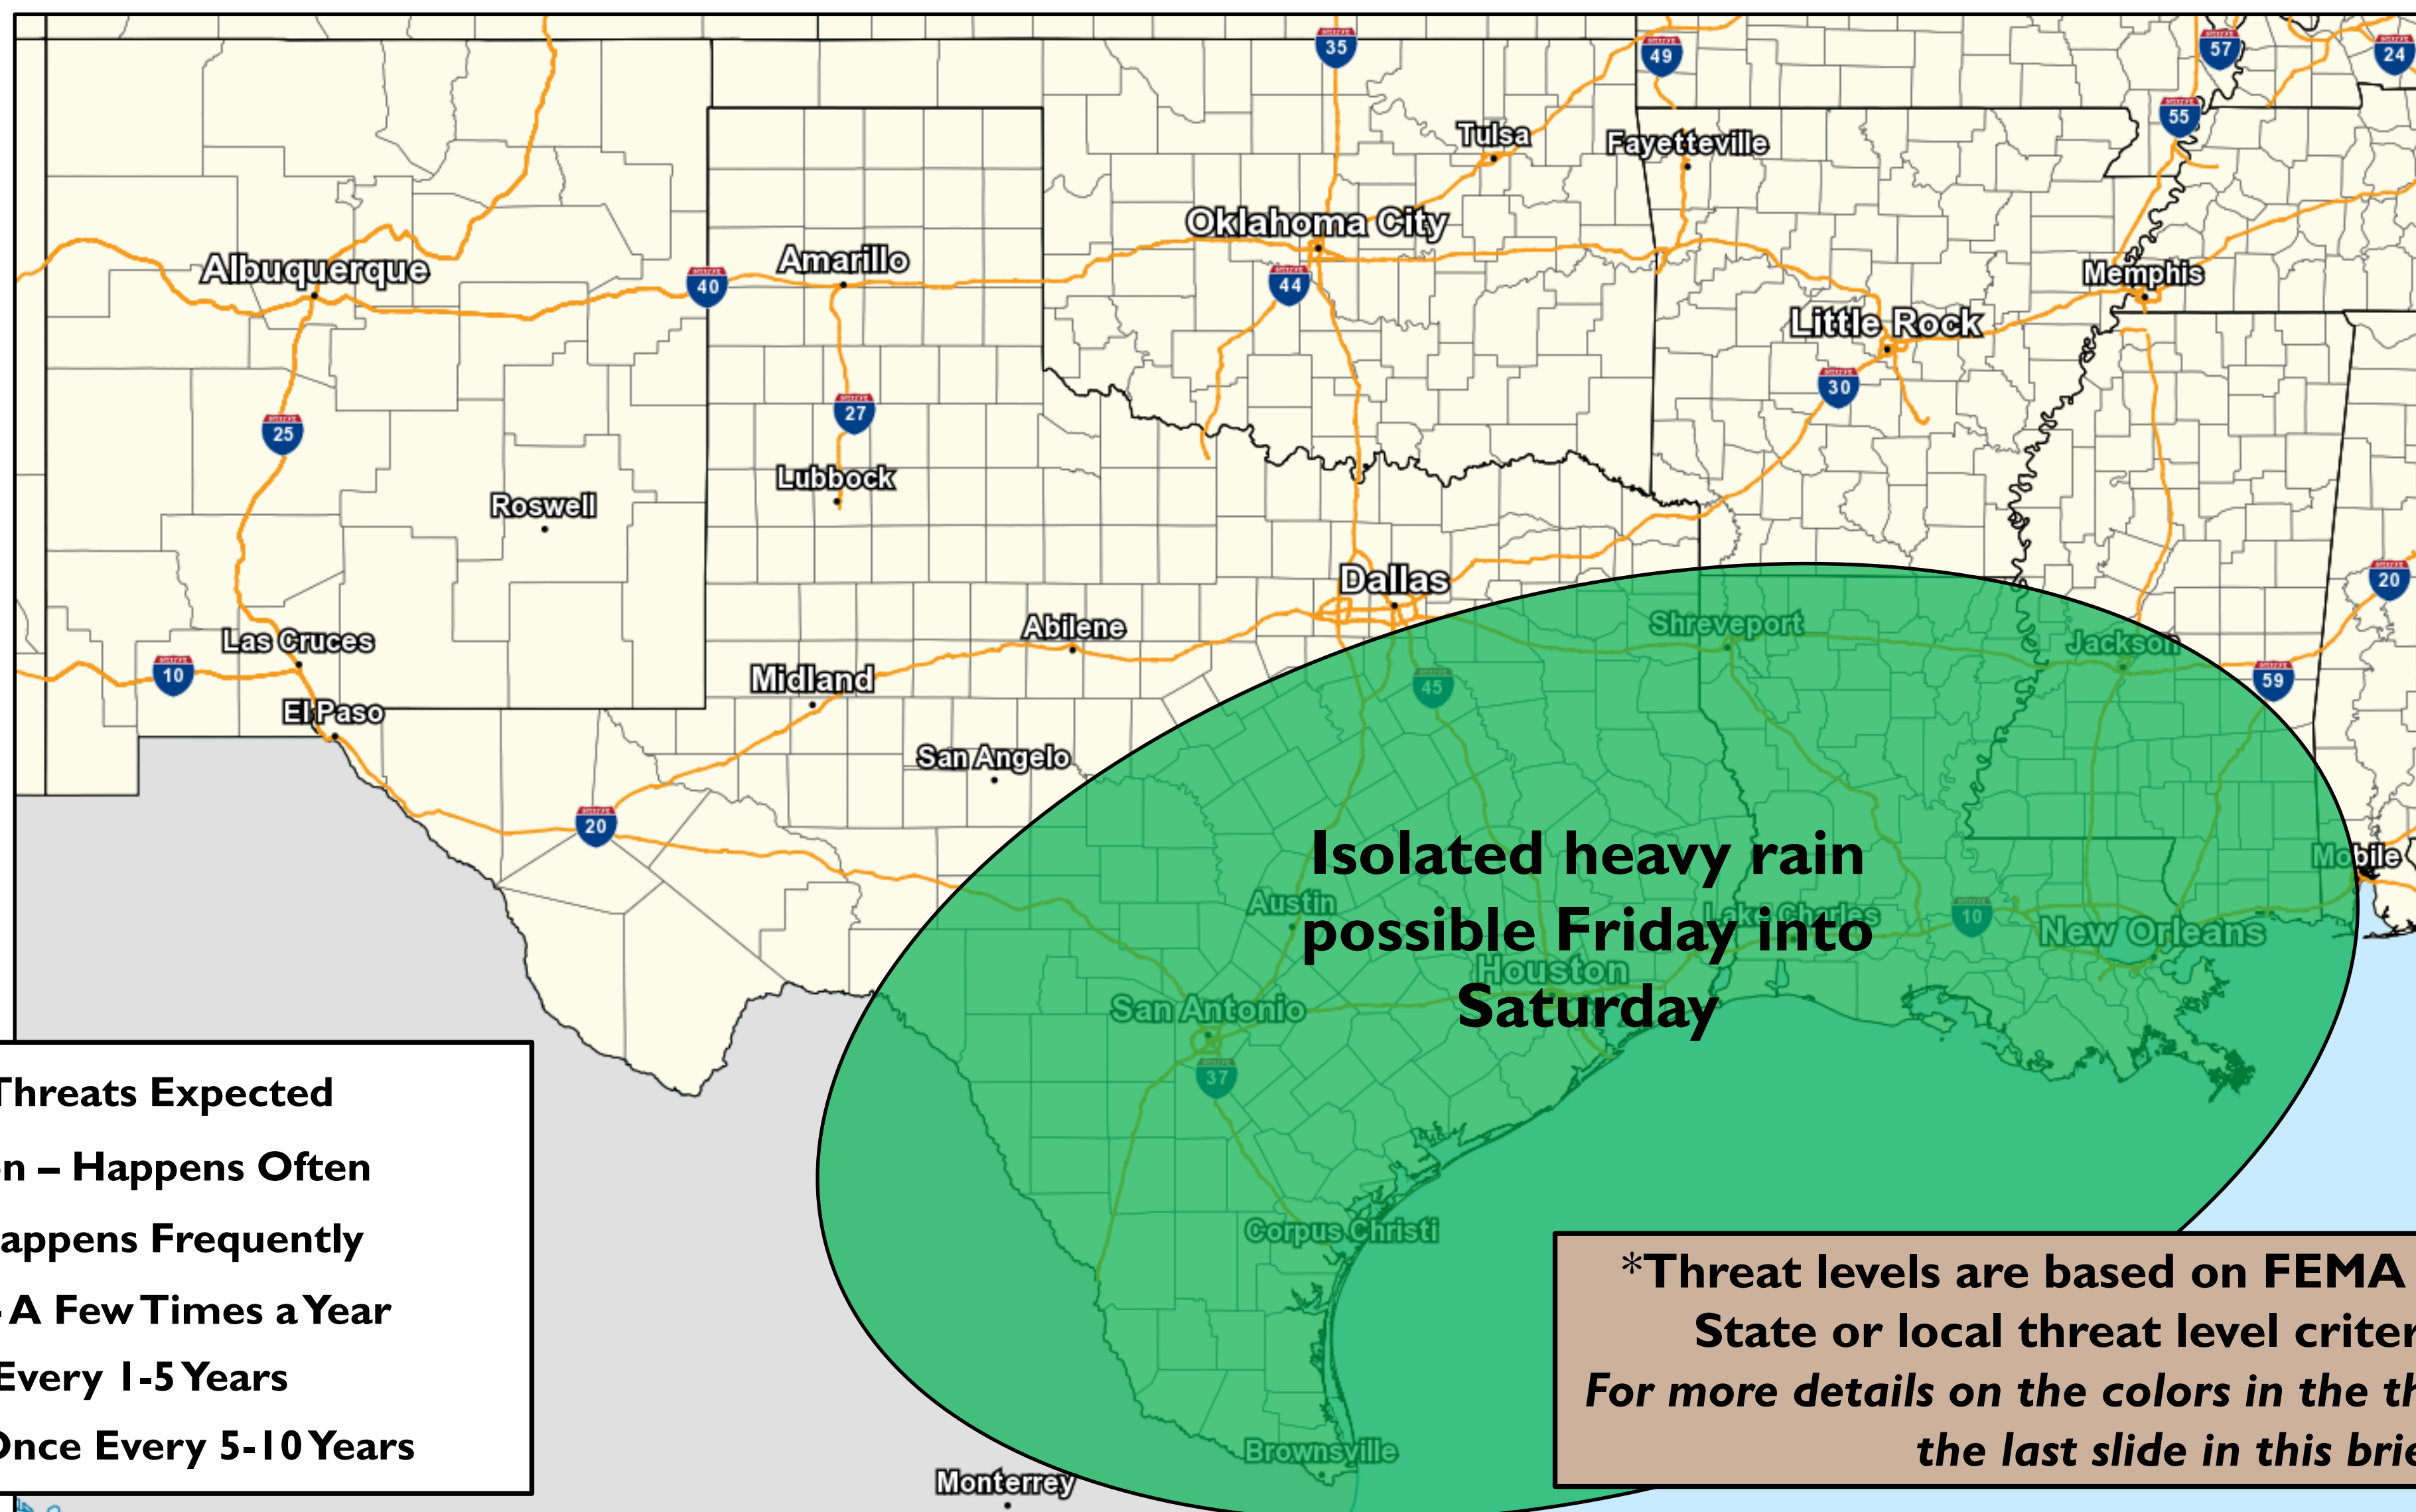 35
49
57
24
55
Tulsa
Fayetteville
Oklahoma City
Albuquerque
Amarillo
40
44
Memphis
Little Rock
30
27
25
Lubbock
Roswell
Dallas
20
Abilene
Shreveport
Las Cruces
Jackson
10
Midland
45
59
El Paso
San Angelo
20
Isolated heavy rain
possible Friday into
Saturday
Mobile
Austin
Lake Charles
10
New Orleans
Houston
San Antonio
37
Corpus Christi
Brownsville
Monterrey
Threats Expected
n – Happens Often
appens Frequently
- A Few Times a Year
Every 1-5 Years
Once Every 5-10 Years
*Threat levels are based on FEMA
State or local threat level criter
For more details on the colors in the th
the last slide in this brie